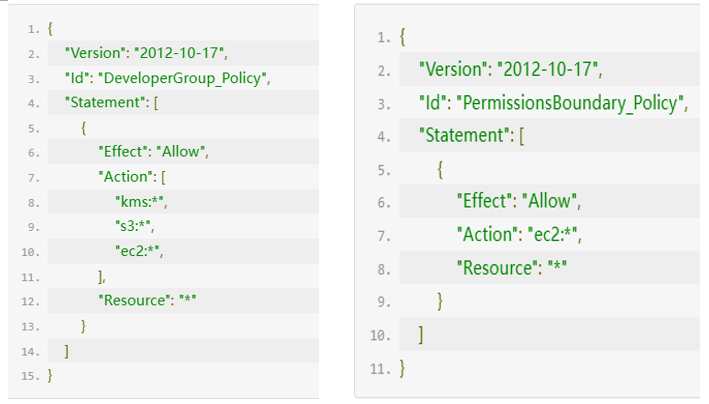 1. {
2. "Version": "2012-10-17",
3. "Id": "DeveloperGroup_Policy",
4. "Statement": [
5. {
6. "Effect": "Allow",
7. "Action": [
8. "kms:*",
9. "s3:*",
10. "ec2:*",
11. ],
12. "Resource": "*"
13. }
14. ]
15. }
1. {
2. "Version": "2012-10-17",
3. "Id": "PermissionsBoundary_Policy",
4. "Statement": [
5. {
6. "Effect": "Allow",
7. "Action": "ec2:*",
8. "Resource": "*"
9. }
10. ]
11. }